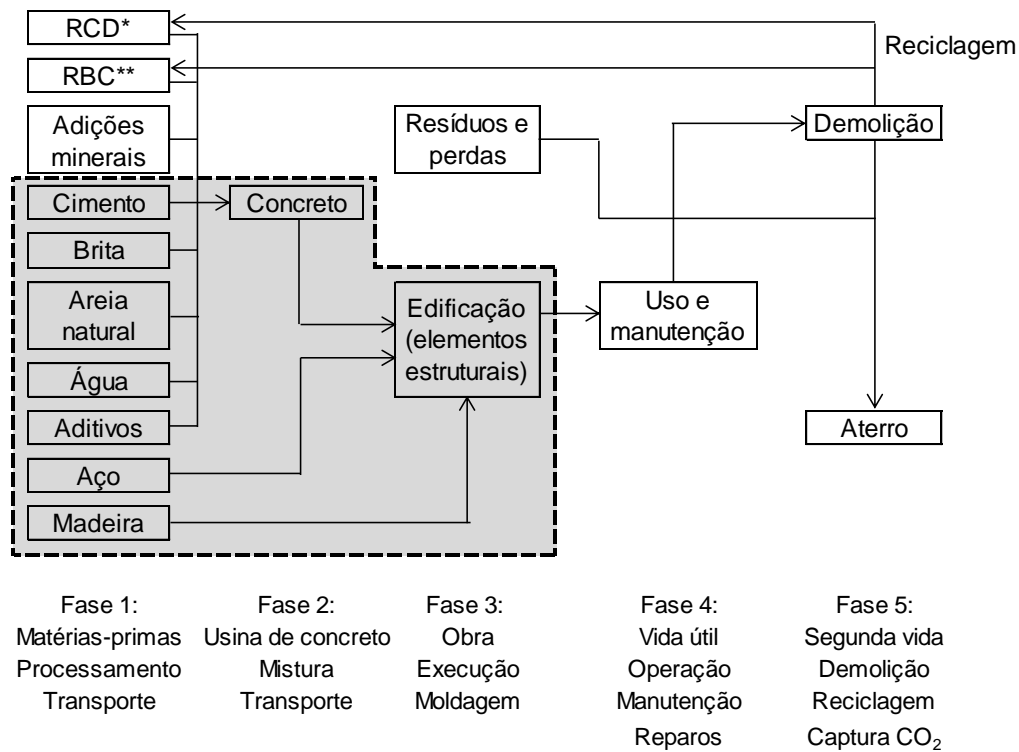 RCD*
Reciclagem
RBC**
Adições
minerais
Resíduos e
perdas
Demolição
Cimento
Concreto
Brita
Areia
natural
Edificação
(elementos
estruturais)
Uso e
manutenção
Água
Aditivos
Aterro
Aço
Madeira
Fase 1:
Matérias-primas
Processamento
Transporte
Fase 2:
Usina de concreto
Mistura
Transporte
Fase 3:
Obra
Execução
Moldagem
Fase 4:
Vida útil
Operação
Manutenção
Reparos
Fase 5:
Segunda vida
Demolição
Reciclagem
Captura CO₂